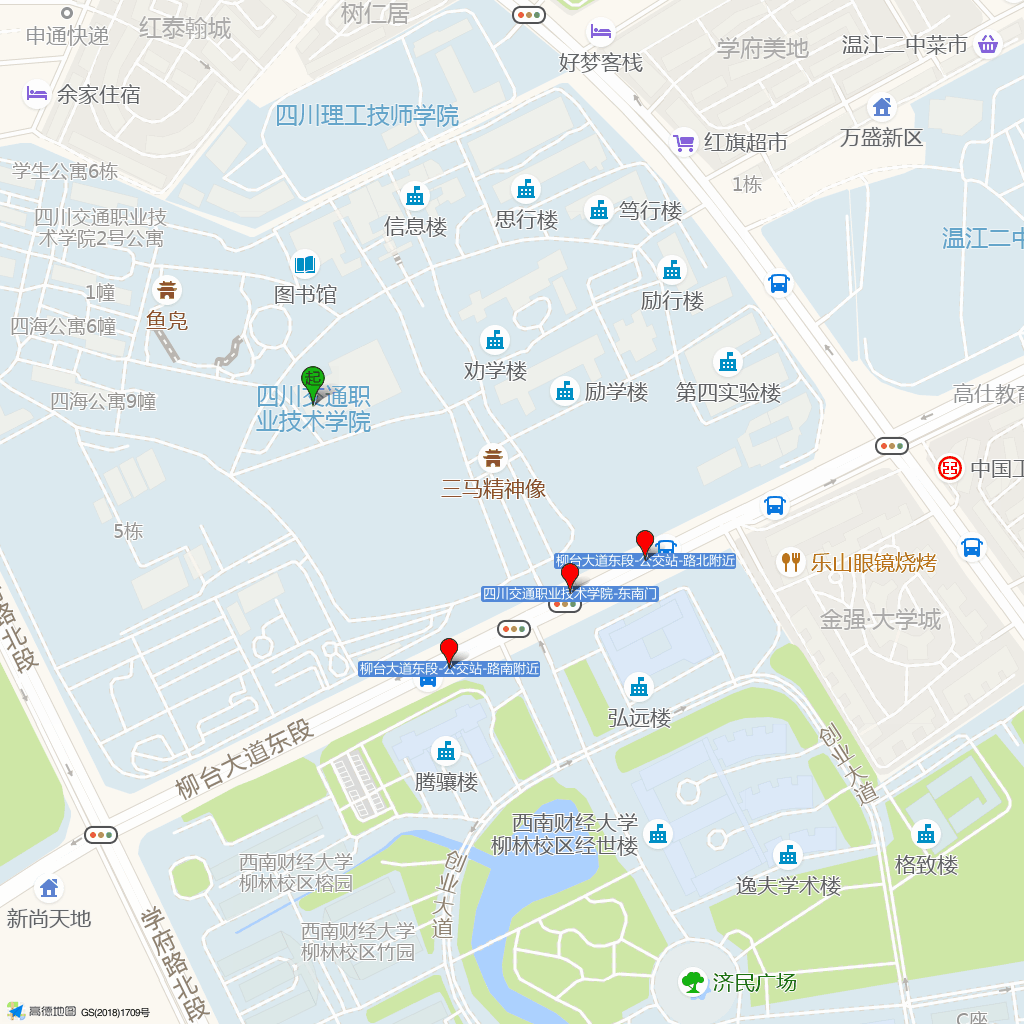 树仁居
红泰翰城
申通快递
温江二中菜市
学府美地
好梦客栈
余家住宿
四川理工技师学院
万盛新区
红旗超市
学生公寓6栋
1栋
四川交通职业技
术学院2号公寓
信息楼
思行楼
笃行楼
温江二中
1幢
图书馆
励行楼
鱼凫
四海公寓6幢
劝学楼
起
四川交通职
业技术学院
励学楼
第四实验楼
高仕教育
四海公寓9幢
三马精神像
中国工
5栋
柳台大道东段-公交站-路北附近
乐山眼镜烧烤
四川交通职业技术学院-东南门
金强·大学城
路北段
柳台大道东段-公交站-路南附近
弘远楼
柳台大道东段
腾骧楼
创业大道
西南财经大学
柳林校区经世楼
格致楼
西南财经大学
柳林校区榕园
创业大道
逸夫学术楼
新尚天地
学府路北段
西南财经大学
柳林校区竹园
济民广场
高德地图 GS(2018)1709号
C座